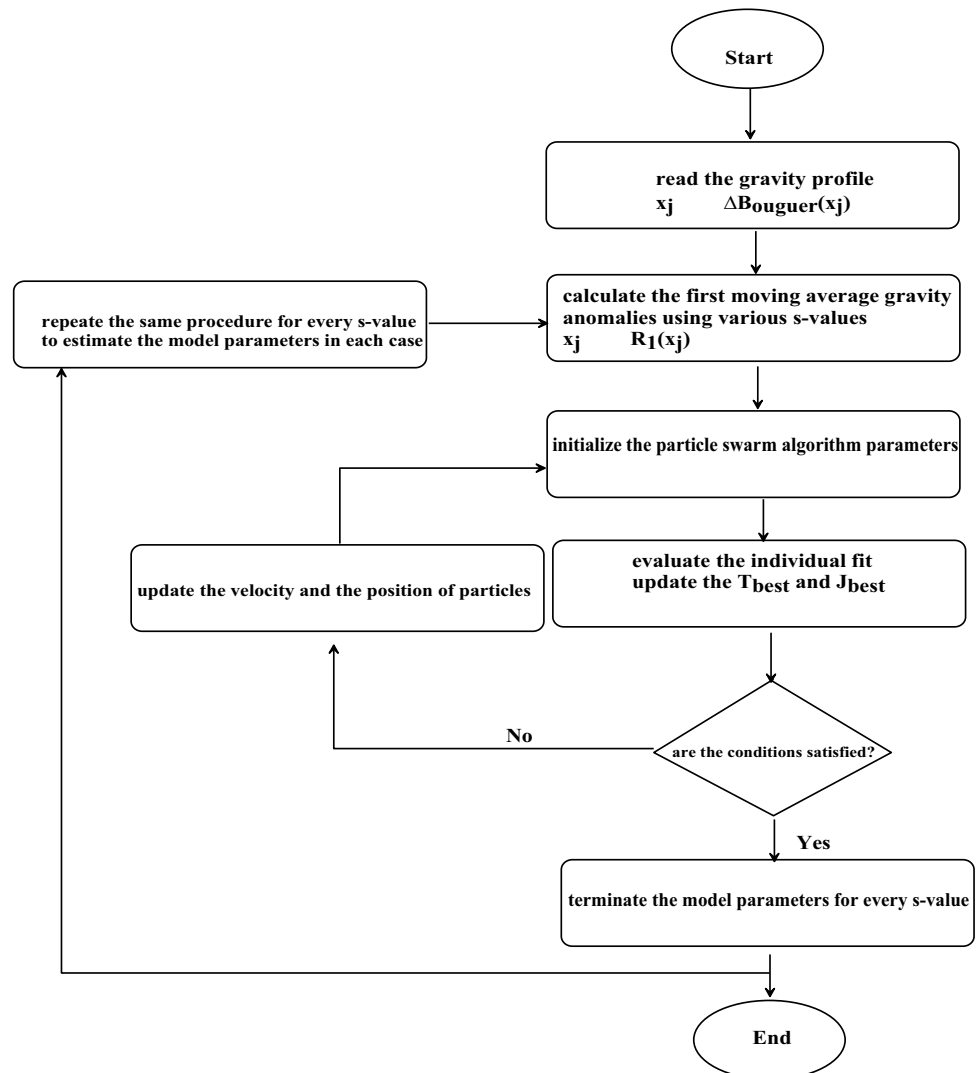 Start
read the gravity profile
xj ΔBouguer(xj)
calculate the first moving average gravity
anomalies using various s-values
xj R1(xj)
repeate the same procedure for every s-value
to estimate the model parameters in each case
initialize the particle swarm algorithm parameters
evaluate the individual fit
update the Tbest and Jbest
update the velocity and the position of particles
No
are the conditions satisfied?
Yes
terminate the model parameters for every s-value
End